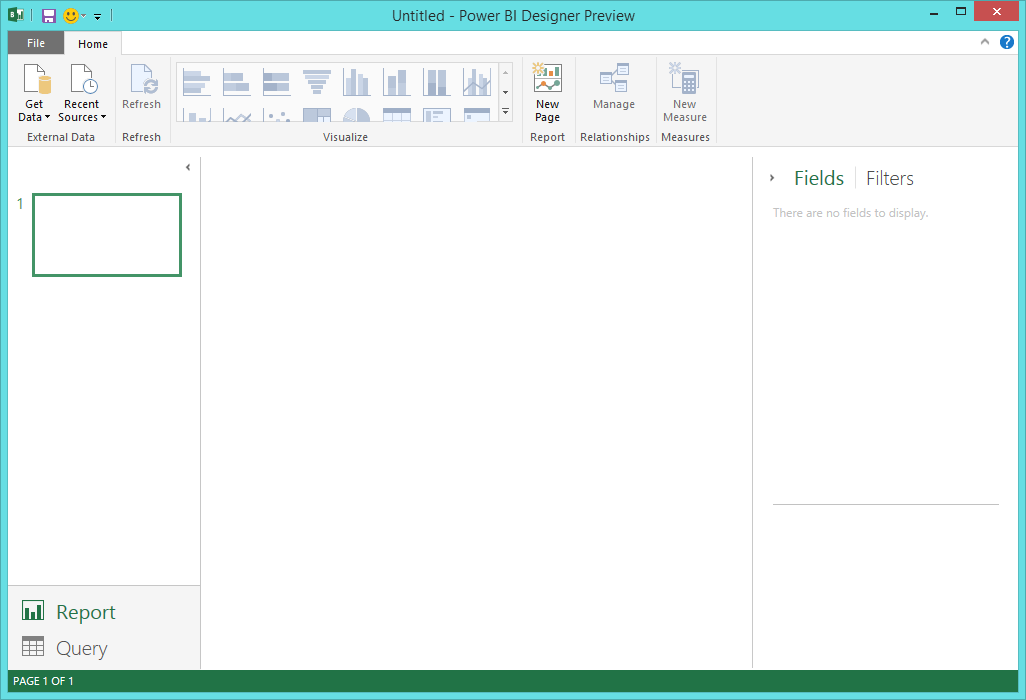 Untitled - Power BI Designer Preview
File Home
Get Data
Recent Sources
External Data
Refresh
Refresh
Visualize
New Page
Report
Manage
Relationships
New Measure
Measures
1
Fields Filters
There are no fields to display.
Report
Query
PAGE 1 OF 1